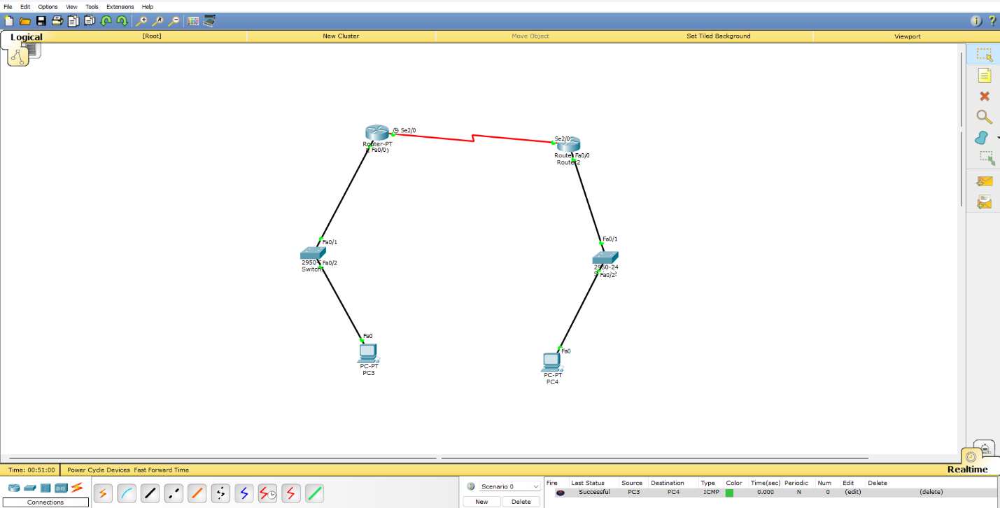 File Edit Options View Tools Extensions Help
Logical [Root] New Cluster Move Object Set Tiled Background Viewport
Se2/0
Router-PT
Fa0/0
Se2/0
Fa0/0
Fa0/1
Fa0/2
Fa0/1
2950-24
Fa0/2
Fa0
PC-PT
PC3
Fa0
PC-PT
PC4
Time: 00:51:00 Power Cycle Devices Fast Forward Time Realtime
Connections
Scenario 0
New Delete
Fire Last Status Source Destination Type Color Time(sec) Periodic Num Edit Delete
Successful PC3 PC4 ICMP 0.000 N 0 (edit) (delete)